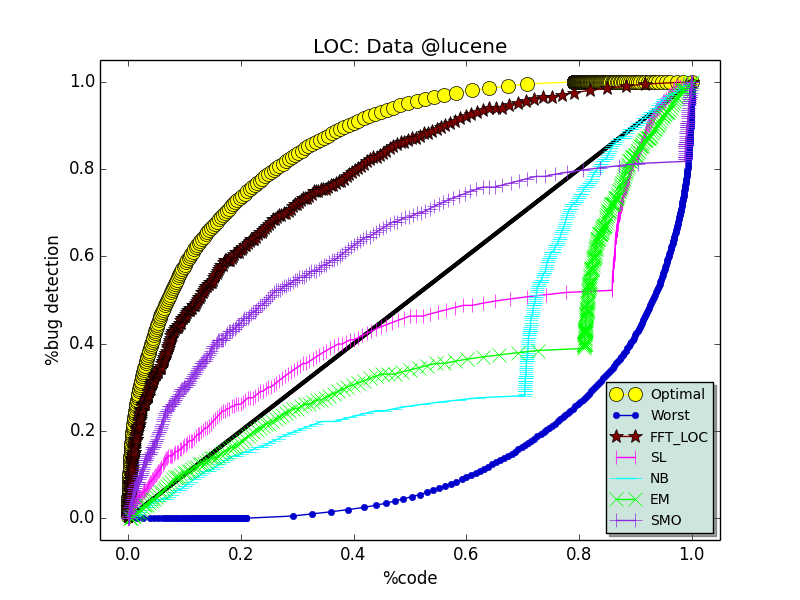 LOC: Data @lucene
%bug detection
1.0
0.8
0.6
0.4
0.2
0.0
0.0 0.2 0.4 0.6 0.8 1.0
%code
Optimal
Worst
FFT_LOC
SL
NB
EM
SMO